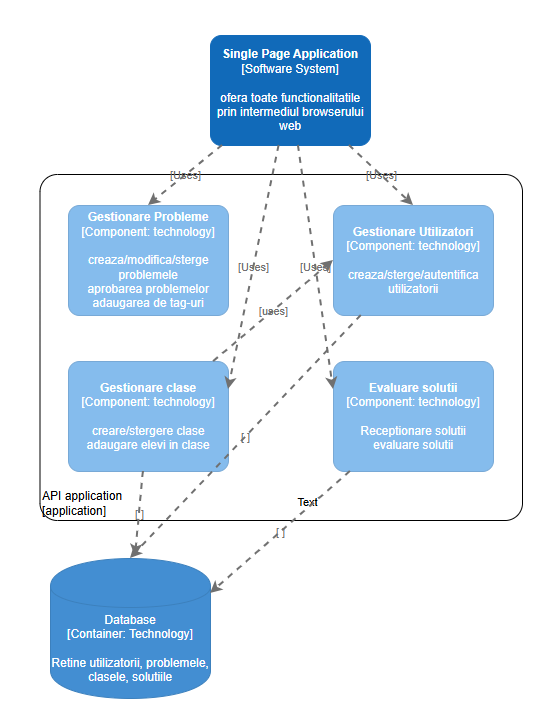 Single Page Application
[Software System]
ofera toate functionalitatile
prin intermediul browserului
web
[Uses]
[Uses]
Gestionare Probleme
[Component: technology]
creaza/modifica/sterge
problemele
aprobarea problemelor
adaugarea de tag-uri
Gestionare Utilizatori
[Component: technology]
creaza/sterge/autentifica
utilizatorii
[Uses]
[Uses]
[uses]
Gestionare clase
[Component: technology]
creare/stergere clase
adaugare elevi in clase
Evaluare solutii
[Component: technology]
Receptionare solutii
evaluare solutii
[ ]
API application
[application]
Text
[ ]
[ ]
Database
[Container: Technology]
Retine utilizatorii, problemele,
clasele, solutiile